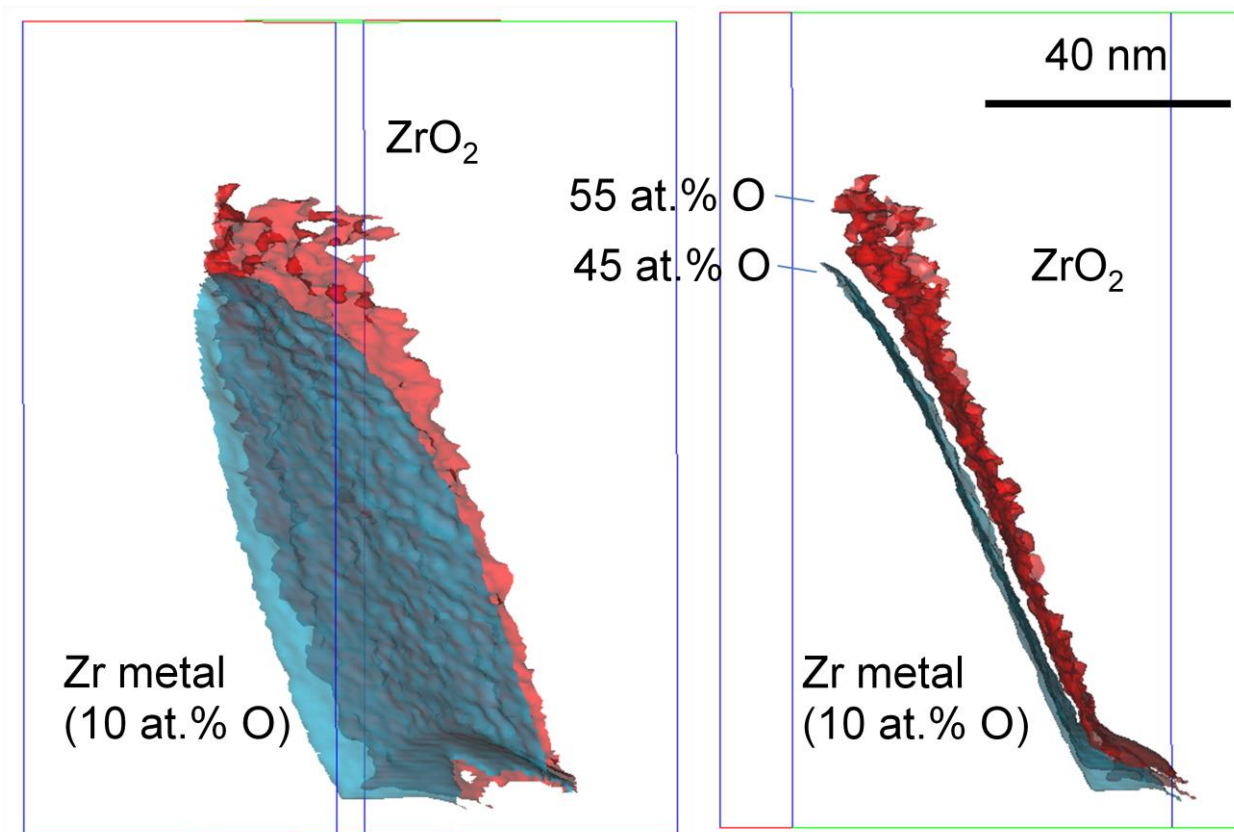 ZrO₂
Zr metal
(10 at.% O)
40 nm
55 at.% O
45 at.% O
ZrO₂
Zr metal
(10 at.% O)